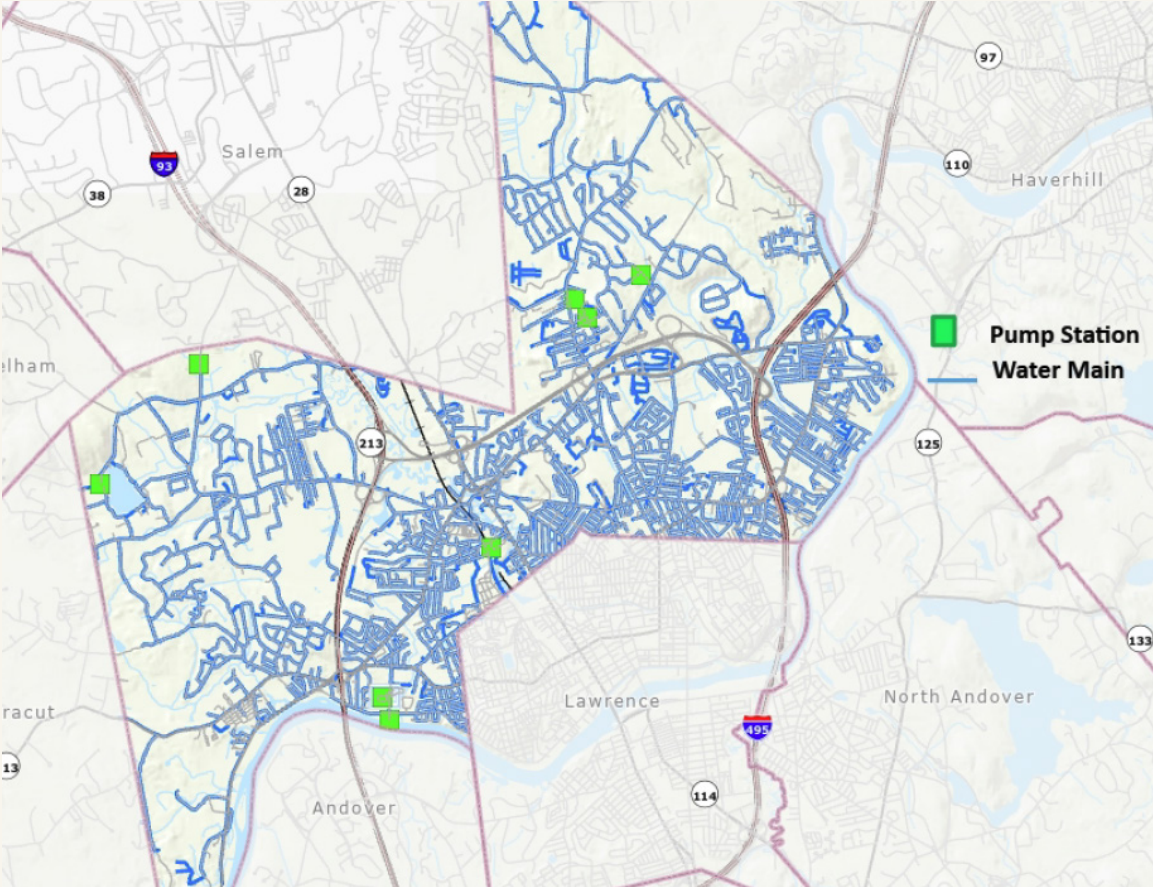 97
Salem
93
110
38
28
Haverhill
Pump Station
elham
Water Main
213
125
133
Lawrence
North Andover
racut
495
13
114
Andover